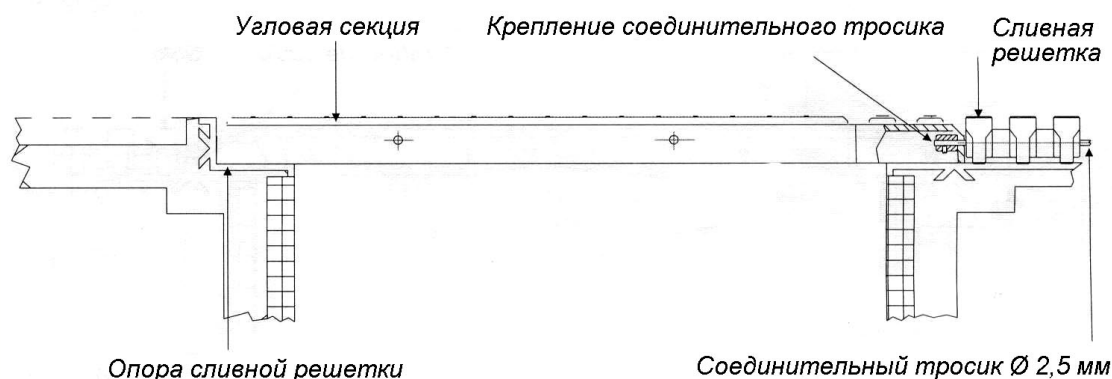 Угловая секция
Крепление соединительного тросика
Сливная
решетка
Опора сливной решетки
Соединительный тросик Ø 2,5 мм